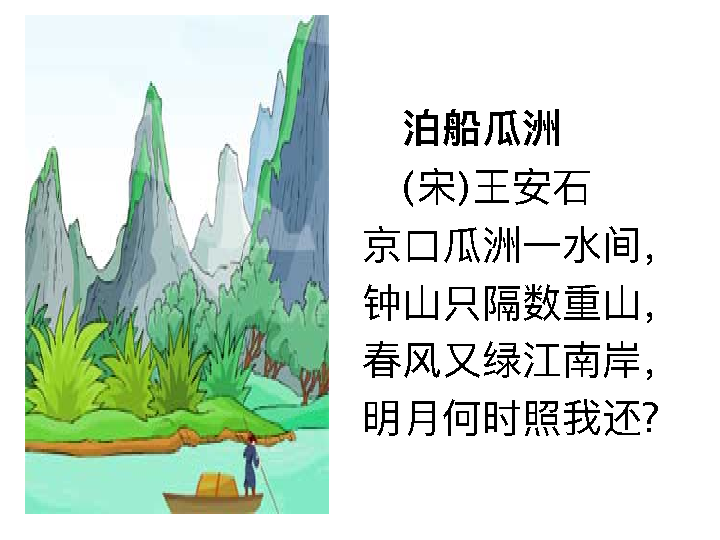 泊船瓜洲
(宋)王安石
京口瓜洲一水间,
钟山只隔数重山,
春风又绿江南岸,
明月何时照我还?